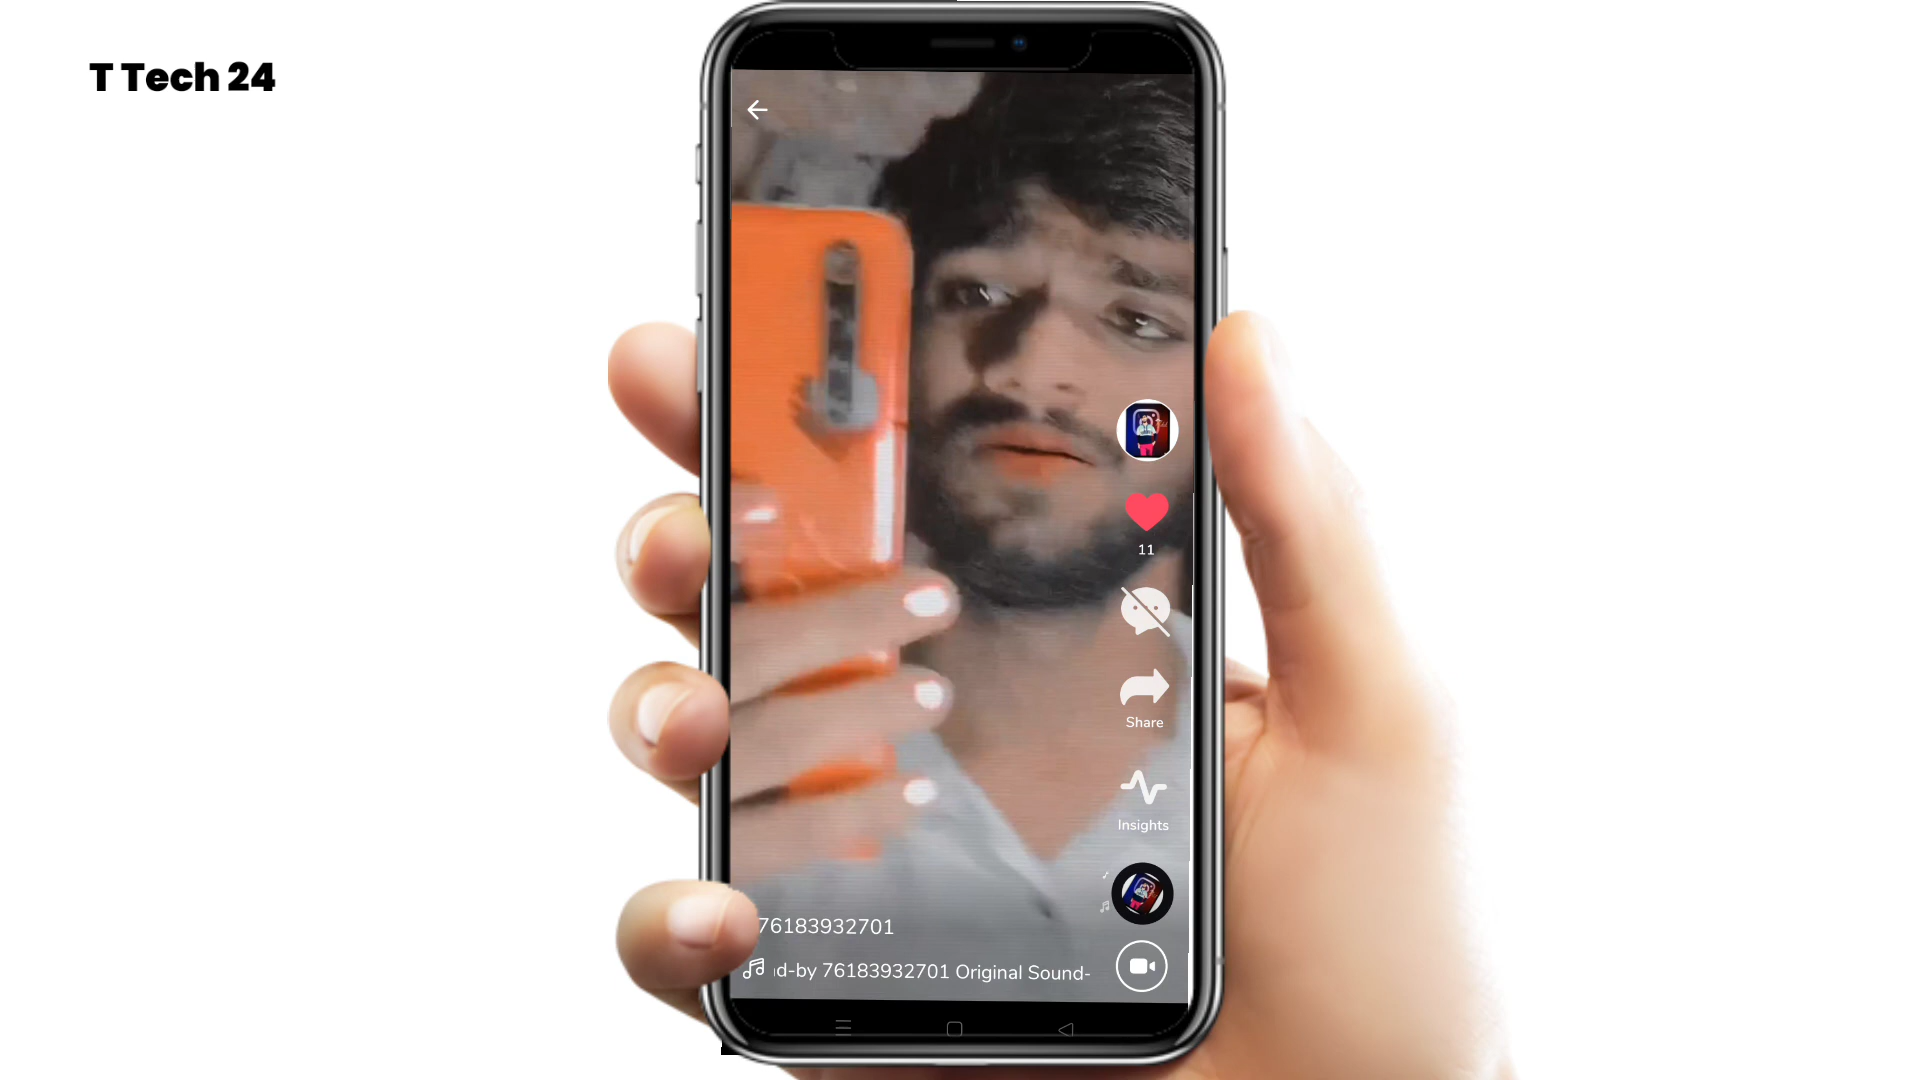 T Tech 24
11
Share
Insights
76183932701
d-by 76183932701 Original Sound-